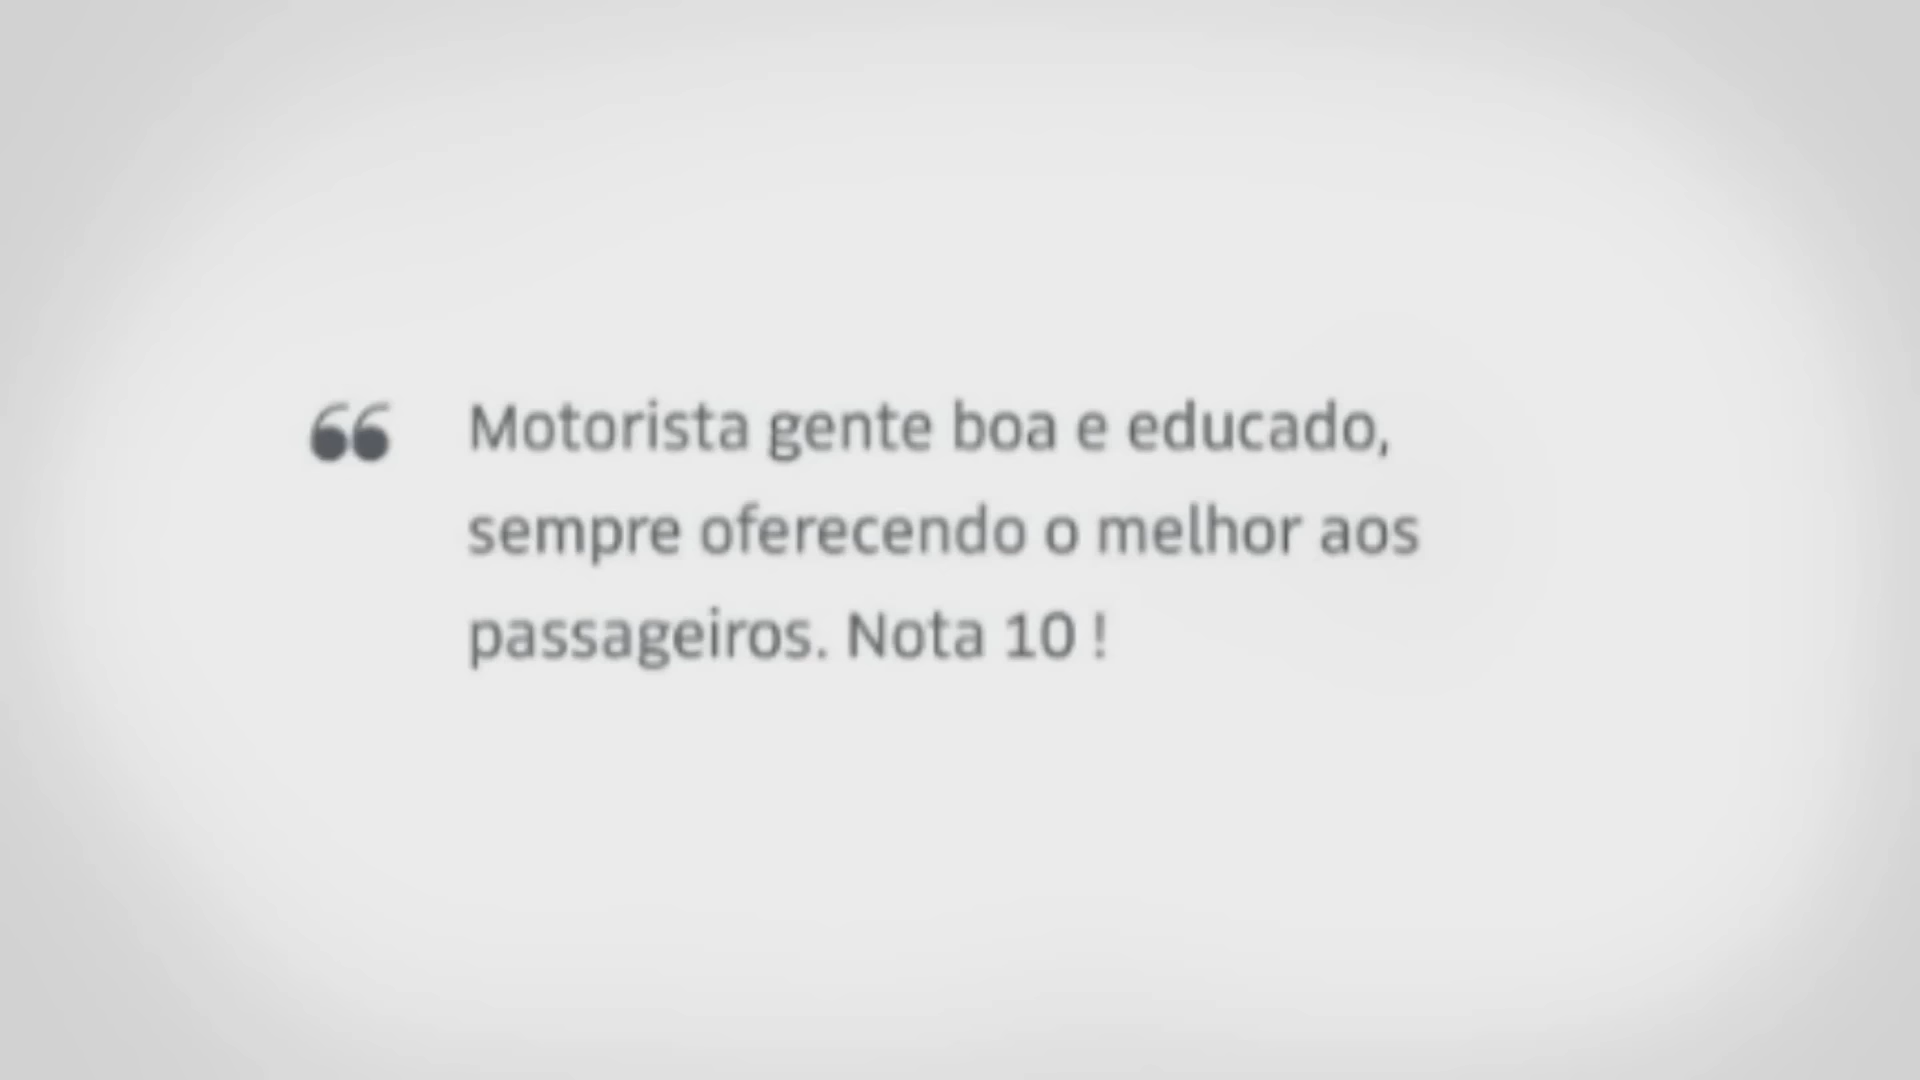 “ Motorista gente boa e educado,
sempre oferecendo o melhor aos
passageiros. Nota 10 !